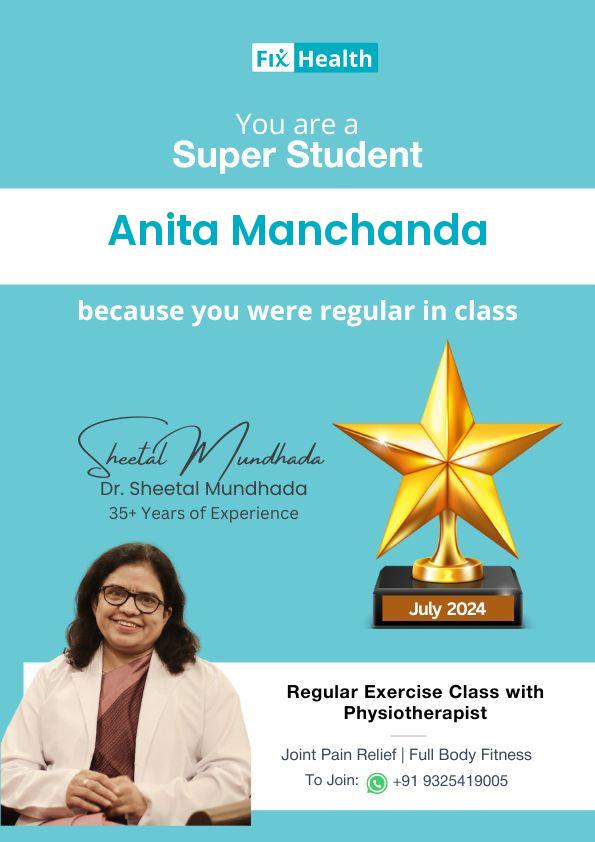 Fix Health
You are a
Super Student
Anita Manchanda
because you were regular in class
Sheetal Mundhada
Dr. Sheetal Mundhada
35+ Years of Experience
July 2024
Regular Exercise Class with
Physiotherapist
Joint Pain Relief | Full Body Fitness
To Join: +91 9325419005